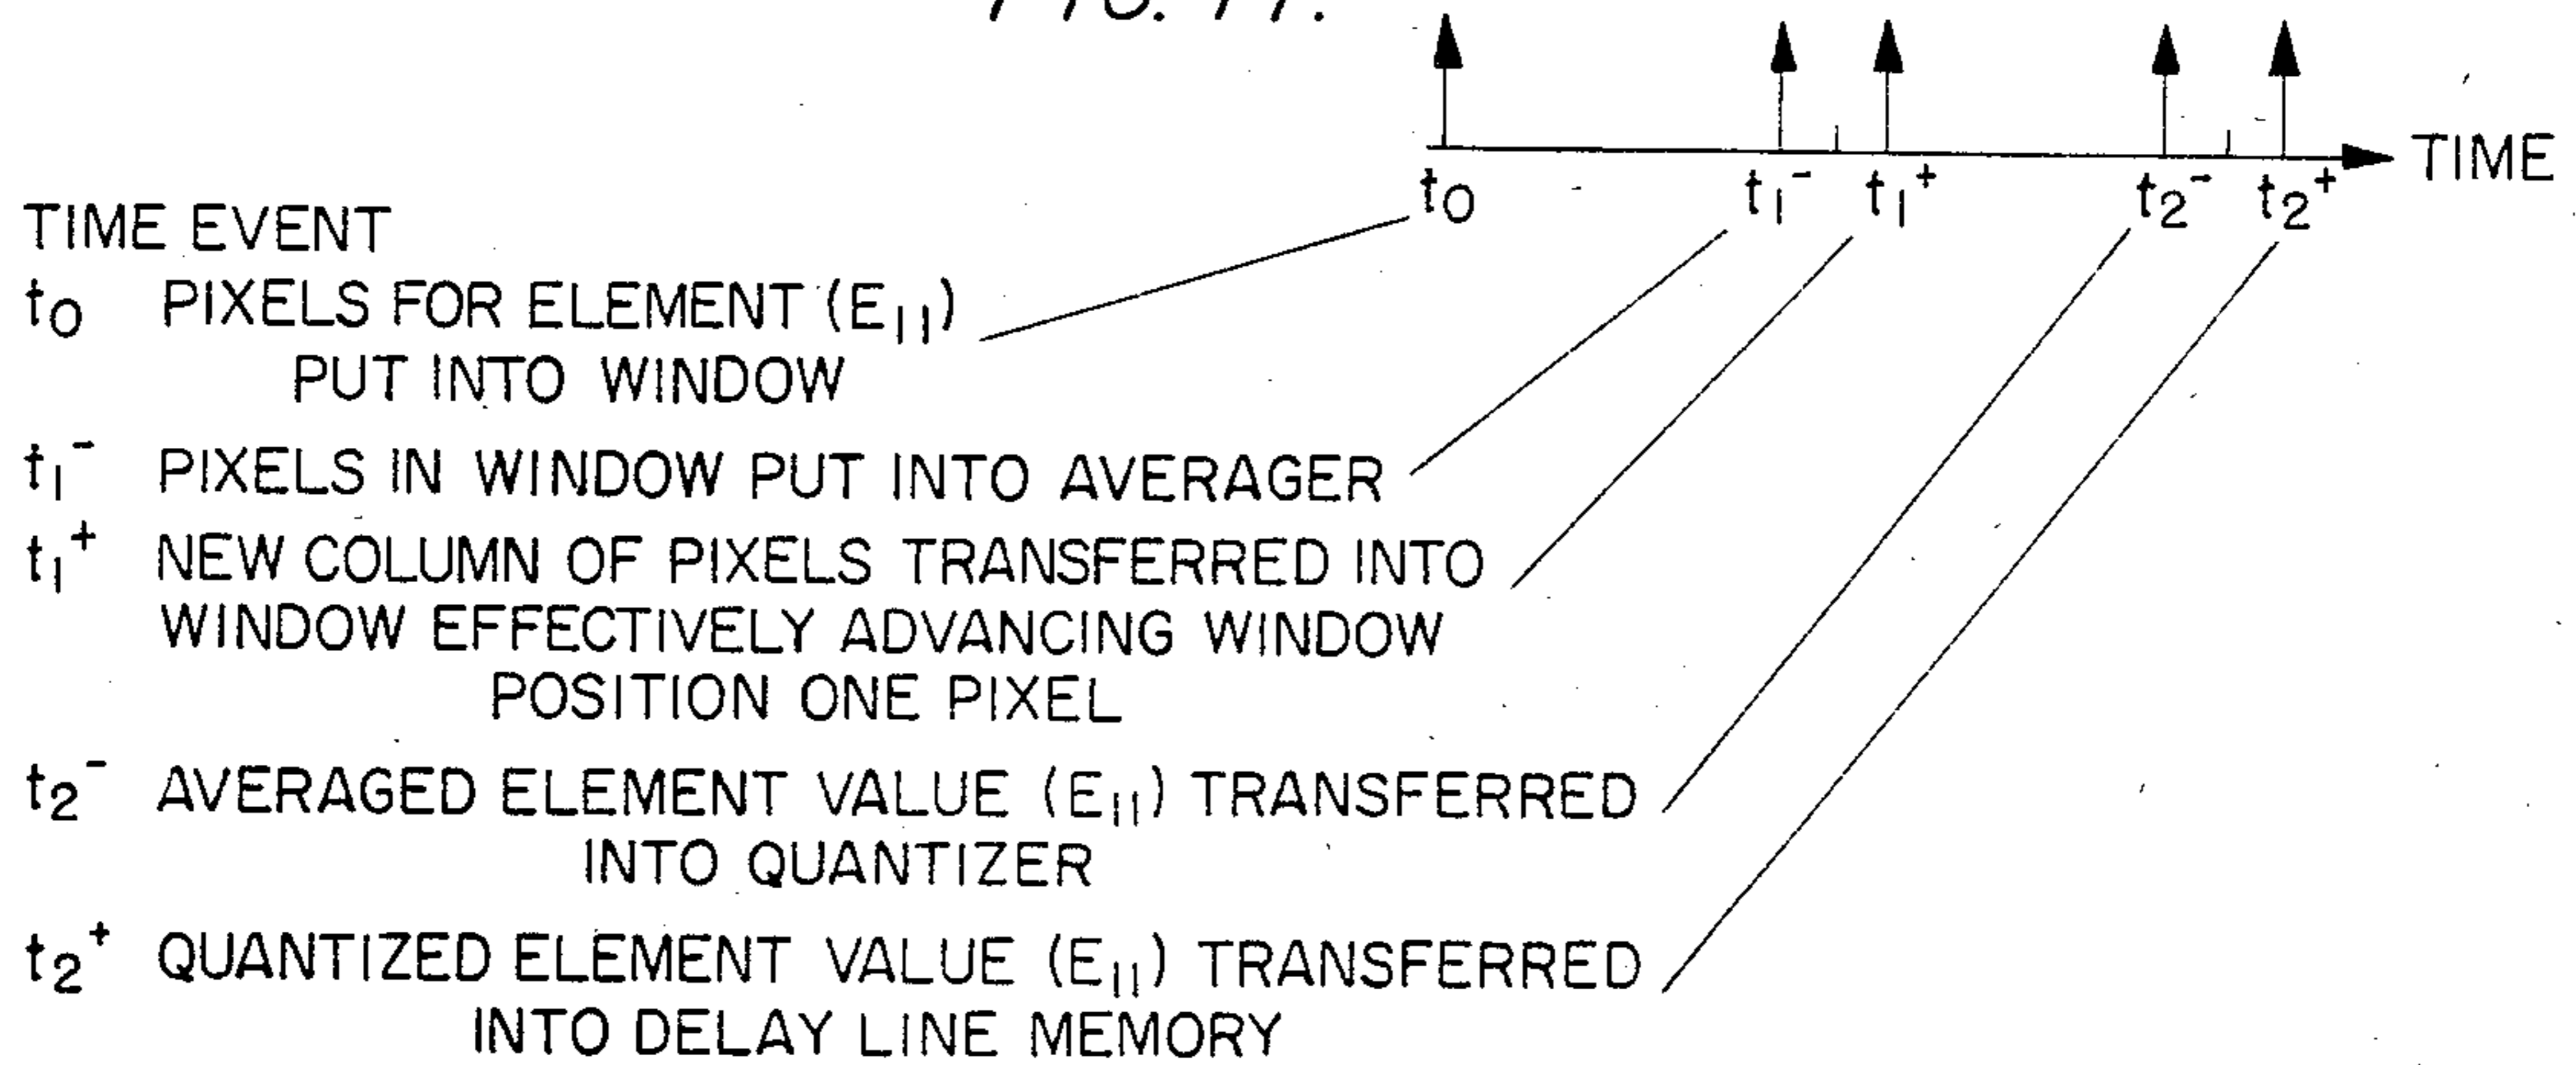 TIME
t0 t1- t1+ t2- t2+
TIME EVENT
t0 PIXELS FOR ELEMENT (E11)
PUT INTO WINDOW
t1- PIXELS IN WINDOW PUT INTO AVERAGER
t1+ NEW COLUMN OF PIXELS TRANSFERRED INTO
WINDOW EFFECTIVELY ADVANCING WINDOW
POSITION ONE PIXEL
t2- AVERAGED ELEMENT VALUE (E11) TRANSFERRED
INTO QUANTIZER
t2+ QUANTIZED ELEMENT VALUE (E11) TRANSFERRED
INTO DELAY LINE MEMORY